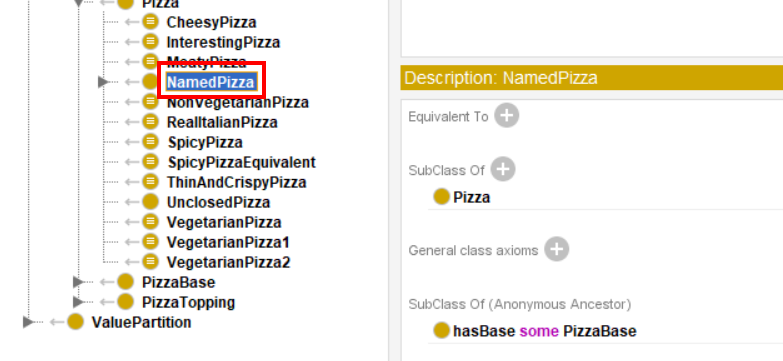 Pizza
CheesyPizza
InterestingPizza
MeatyPizza
NamedPizza
NonVegetarianPizza
RealItalianPizza
SpicyPizza
SpicyPizzaEquivalent
ThinAndCrispyPizza
UnclosedPizza
VegetarianPizza
VegetarianPizza1
VegetarianPizza2
PizzaBase
PizzaTopping
ValuePartition
Description: NamedPizza
Equivalent To
SubClass Of
Pizza
General class axioms
SubClass Of (Anonymous Ancestor)
hasBase some PizzaBase